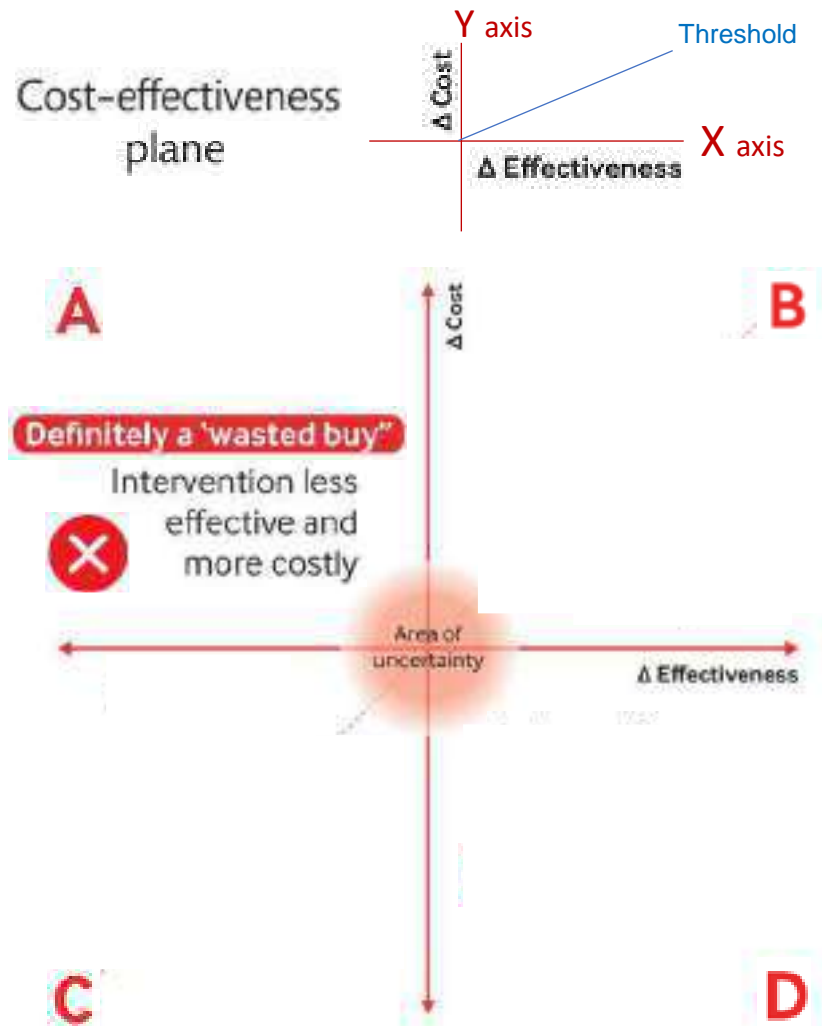 Cost-effectiveness
plane
Y axis
Δ Cost
Threshold
X axis
Δ Effectiveness
A
B
Δ Cost
Definitely a 'wasted buy"
Intervention less
effective and
more costly
Area of
uncertainty
Δ Effectiveness
C
D